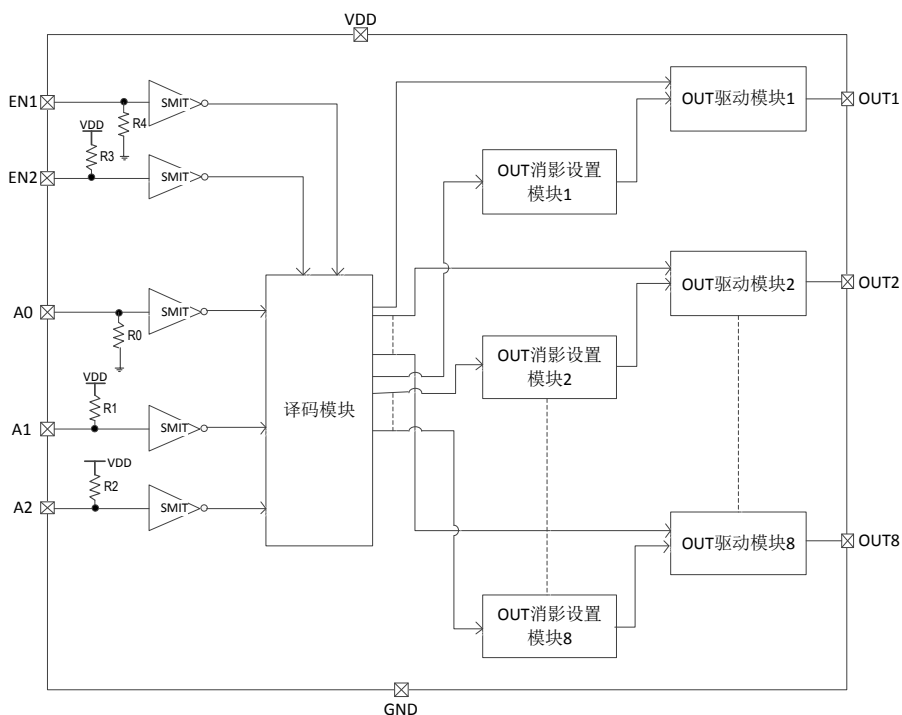 VDD
EN1
SMIT
R4
VDD
R3
EN2
SMIT
OUT驱动模块1
OUT1
OUT消影设置
模块1
A0
SMIT
R0
OUT驱动模块2
OUT2
OUT消影设置
模块2
VDD
R1
A1
SMIT
译码模块
VDD
R2
A2
SMIT
OUT驱动模块8
OUT8
OUT消影设置
模块8
GND